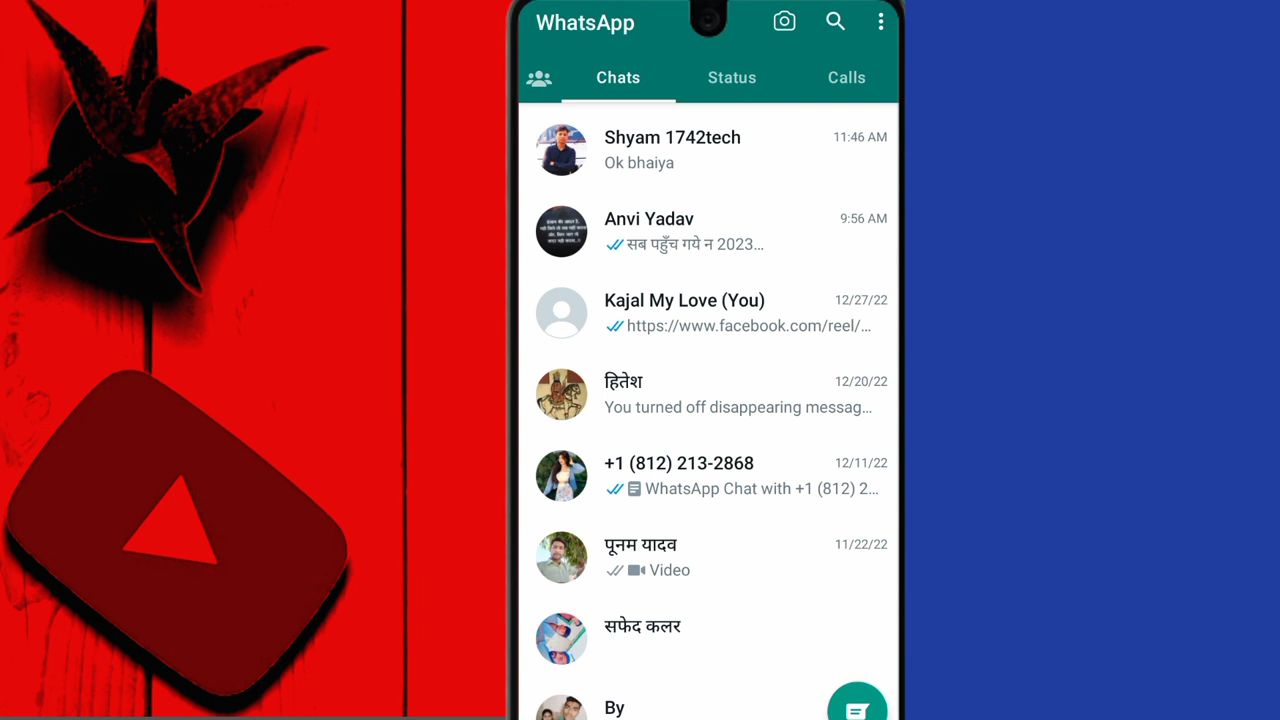 WhatsApp
Chats Status Calls
Shyam 1742tech 11:46 AM
Ok bhaiya
Anvi Yadav 9:56 AM
सब पहुँच गये न 2023...
Kajal My Love (You) 12/27/22
https://www.facebook.com/reel/...
हितेश 12/20/22
You turned off disappearing messag...
+1 (812) 213-2868 12/11/22
WhatsApp Chat with +1 (812) 2...
पूनम यादव 11/22/22
Video
सफेद कलर
By